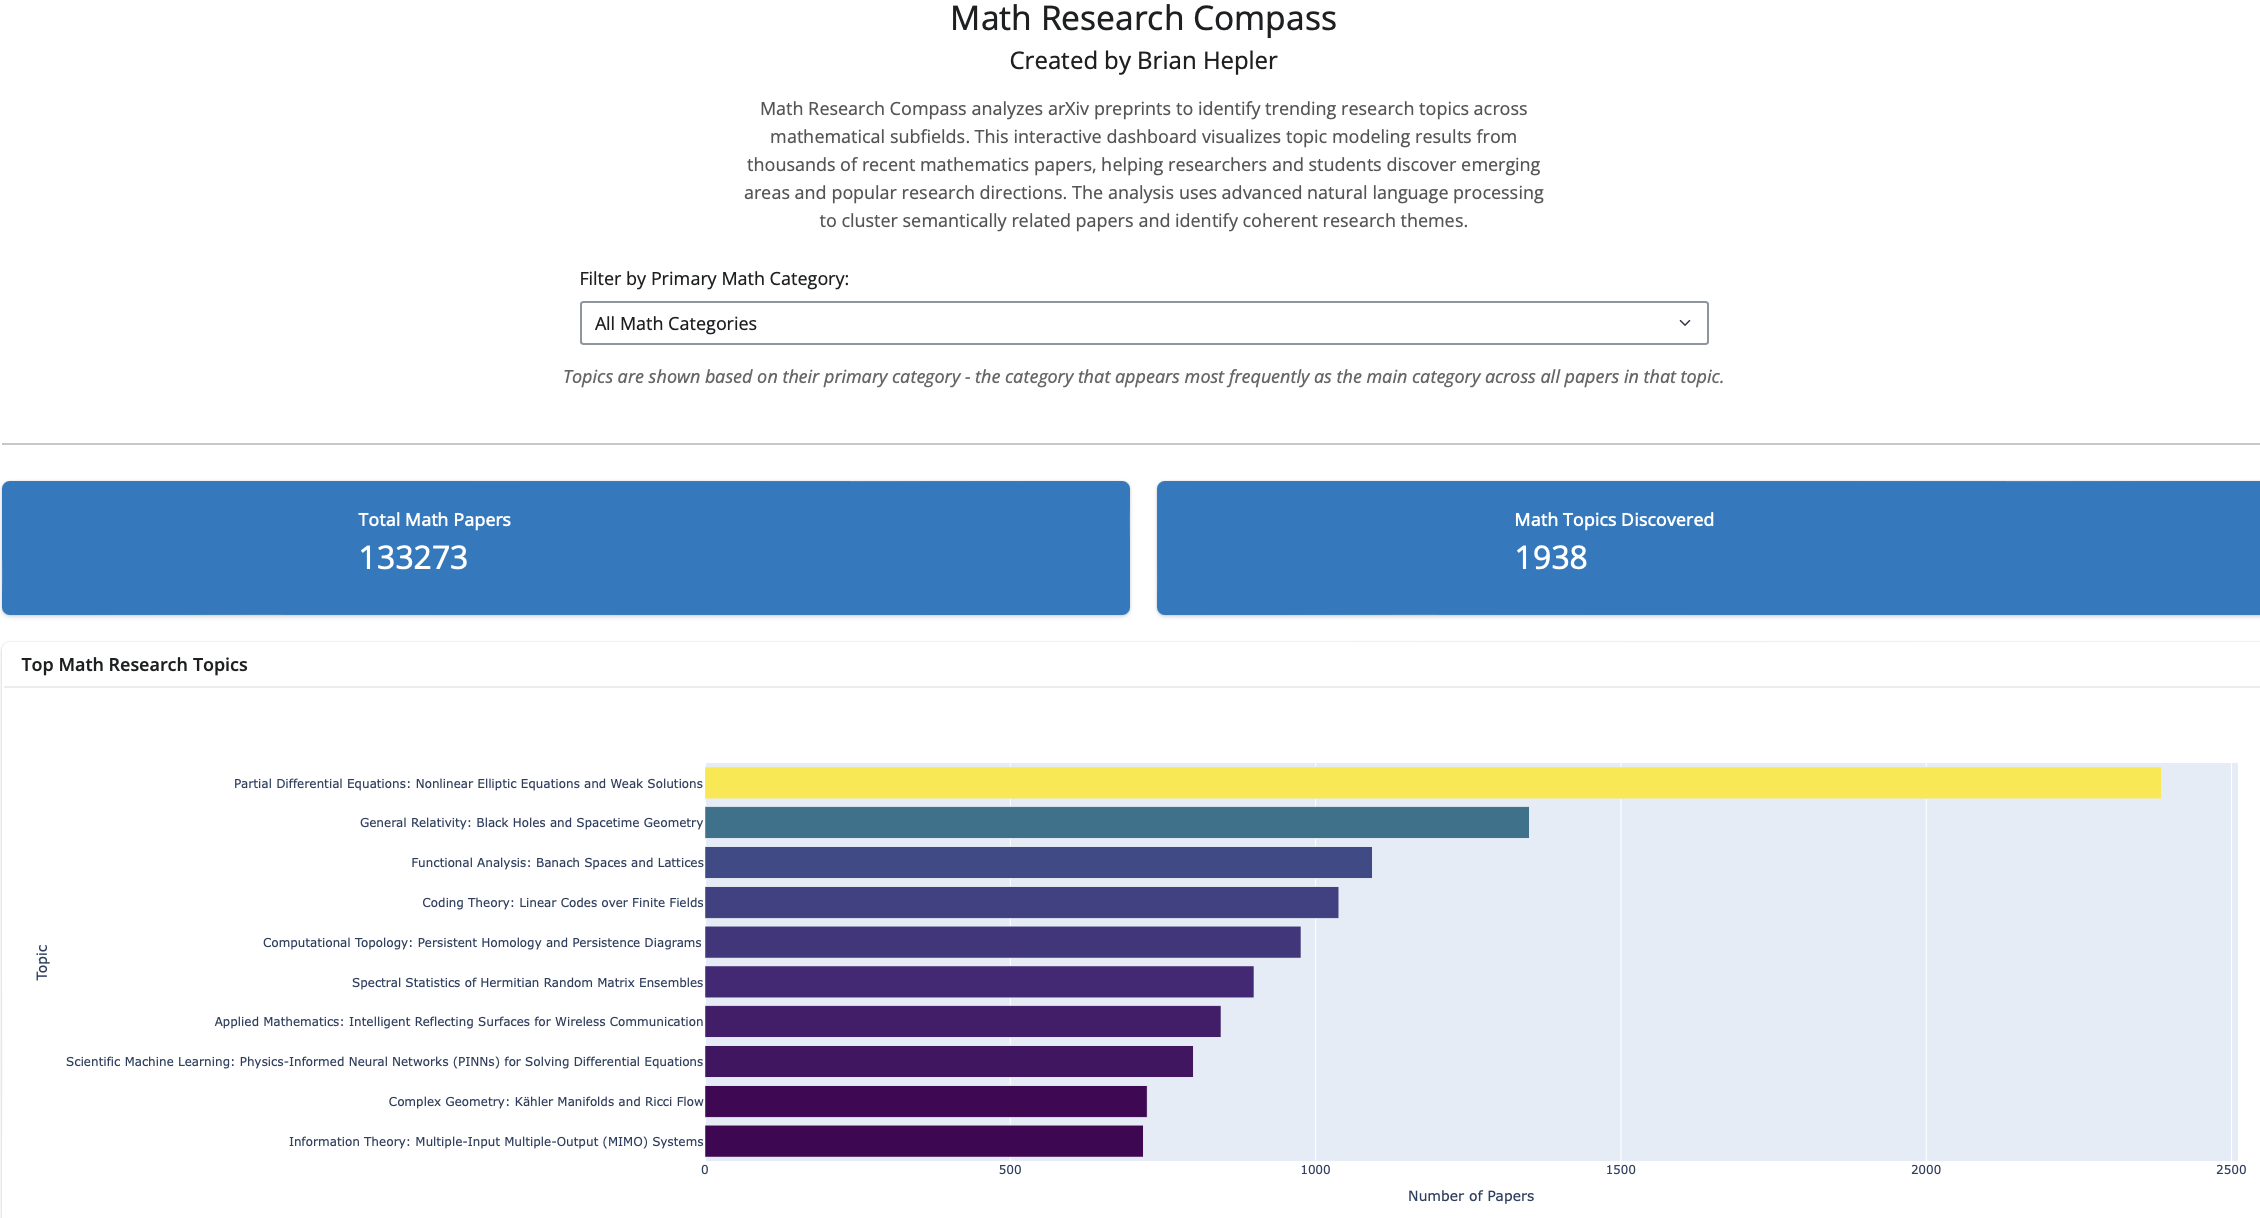 Math Research Compass
Created by Brian Hepler
Math Research Compass analyzes arXiv preprints to identify trending research topics across
mathematical subfields. This interactive dashboard visualizes topic modeling results from
thousands of recent mathematics papers, helping researchers and students discover emerging
areas and popular research directions. The analysis uses advanced natural language processing
to cluster semantically related papers and identify coherent research themes.
Filter by Primary Math Category:
All Math Categories
Topics are shown based on their primary category - the category that appears most frequently as the main category across all papers in that topic.
Total Math Papers
133273
Math Topics Discovered
1938
Top Math Research Topics
Topic
Partial Differential Equations: Nonlinear Elliptic Equations and Weak Solutions
General Relativity: Black Holes and Spacetime Geometry
Functional Analysis: Banach Spaces and Lattices
Coding Theory: Linear Codes over Finite Fields
Computational Topology: Persistent Homology and Persistence Diagrams
Spectral Statistics of Hermitian Random Matrix Ensembles
Applied Mathematics: Intelligent Reflecting Surfaces for Wireless Communication
Scientific Machine Learning: Physics-Informed Neural Networks (PINNs) for Solving Differential Equations
Complex Geometry: Kähler Manifolds and Ricci Flow
Information Theory: Multiple-Input Multiple-Output (MIMO) Systems
0 500 1000 1500 2000 2500
Number of Papers